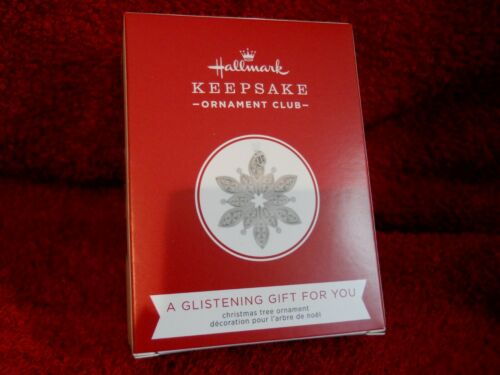 Hallmark
KEEPSAKE
–ORNAMENT CLUB–
A GLISTENING GIFT FOR YOU
christmas tree ornament
décoration pour l'arbre de noël